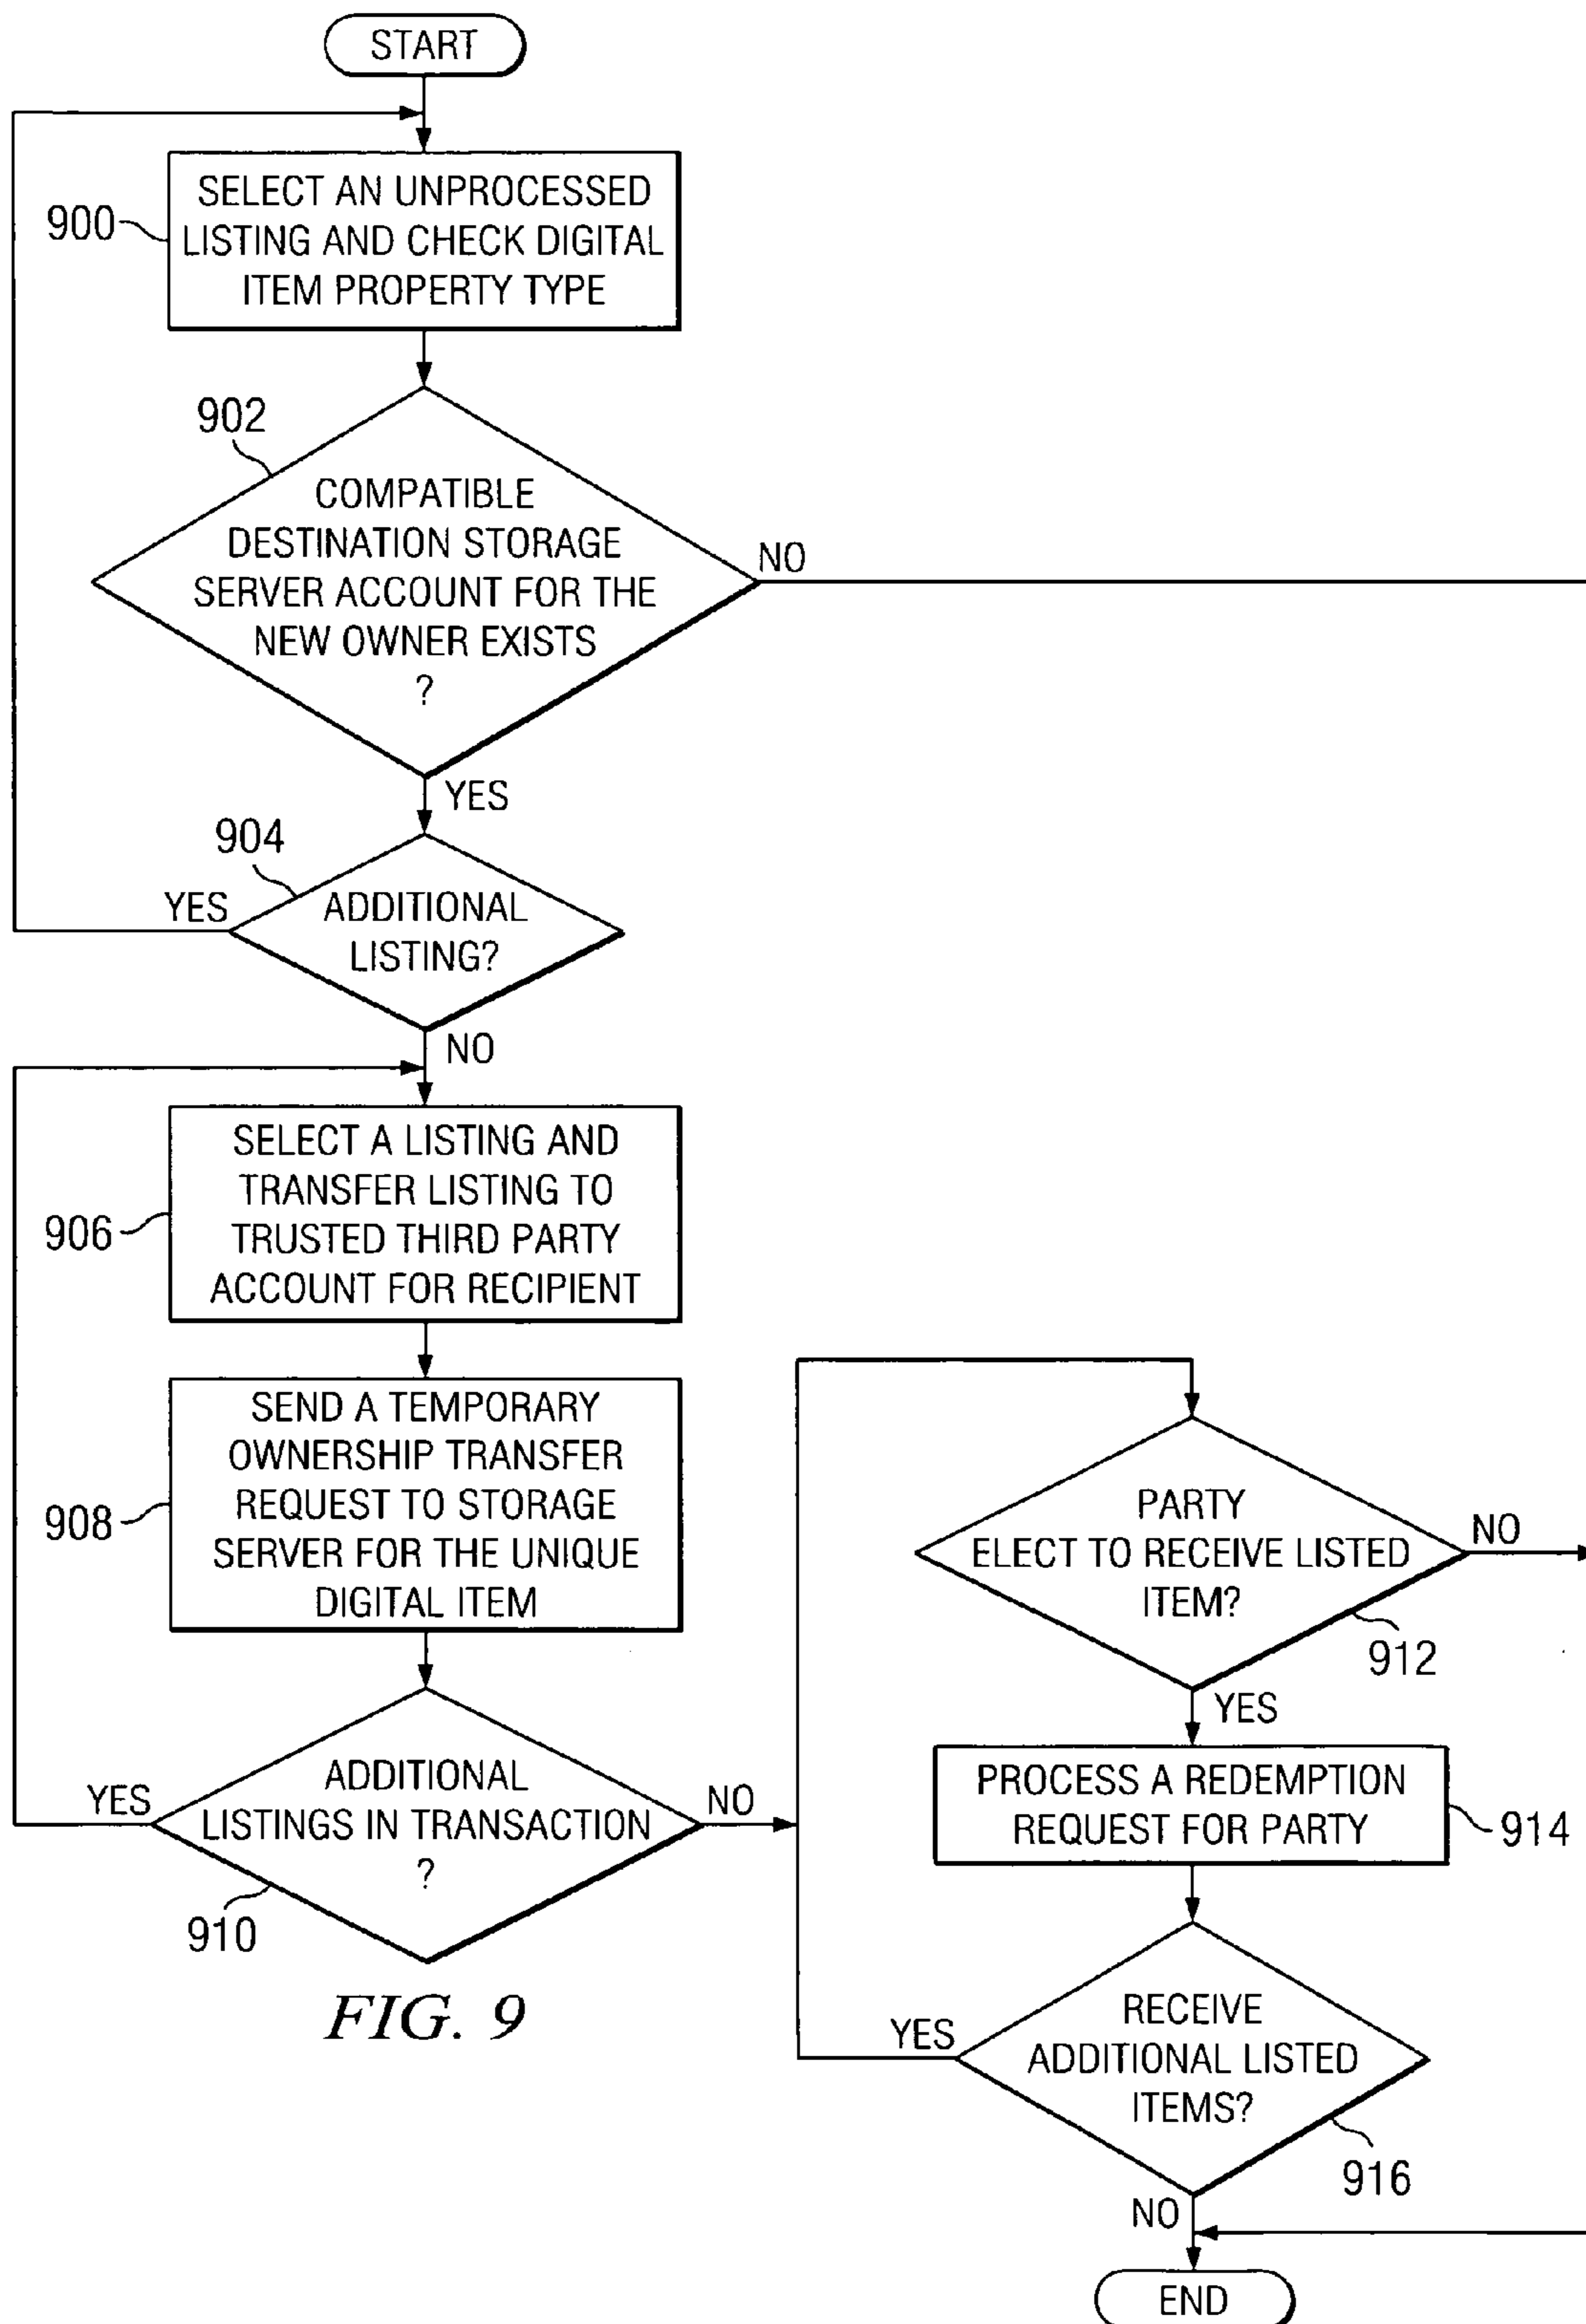 START
900
SELECT AN UNPROCESSED
LISTING AND CHECK DIGITAL
ITEM PROPERTY TYPE
902
COMPATIBLE
DESTINATION STORAGE
SERVER ACCOUNT FOR THE
NEW OWNER EXISTS
?
NO
YES
904
ADDITIONAL
LISTING?
YES
NO
906
SELECT A LISTING AND
TRANSFER LISTING TO
TRUSTED THIRD PARTY
ACCOUNT FOR RECIPIENT
908
SEND A TEMPORARY
OWNERSHIP TRANSFER
REQUEST TO STORAGE
SERVER FOR THE UNIQUE
DIGITAL ITEM
YES
ADDITIONAL
LISTINGS IN TRANSACTION
?
NO
910
PARTY
ELECT TO RECEIVE LISTED
ITEM?
NO
912
YES
PROCESS A REDEMPTION
REQUEST FOR PARTY
914
YES
RECEIVE
ADDITIONAL LISTED
ITEMS?
916
NO
END
FIG. 9